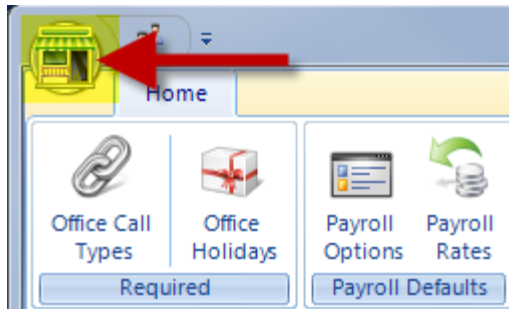 Home
Office Call
Types
Office
Holidays
Payroll
Options
Payroll
Rates
Required
Payroll Defaults